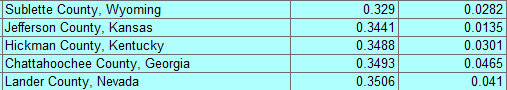 Sublette County, Wyoming 0.329 0.0282
Jefferson County, Kansas 0.3441 0.0135
Hickman County, Kentucky 0.3488 0.0301
Chattahoochee County, Georgia 0.3493 0.0465
Lander County, Nevada 0.3506 0.041